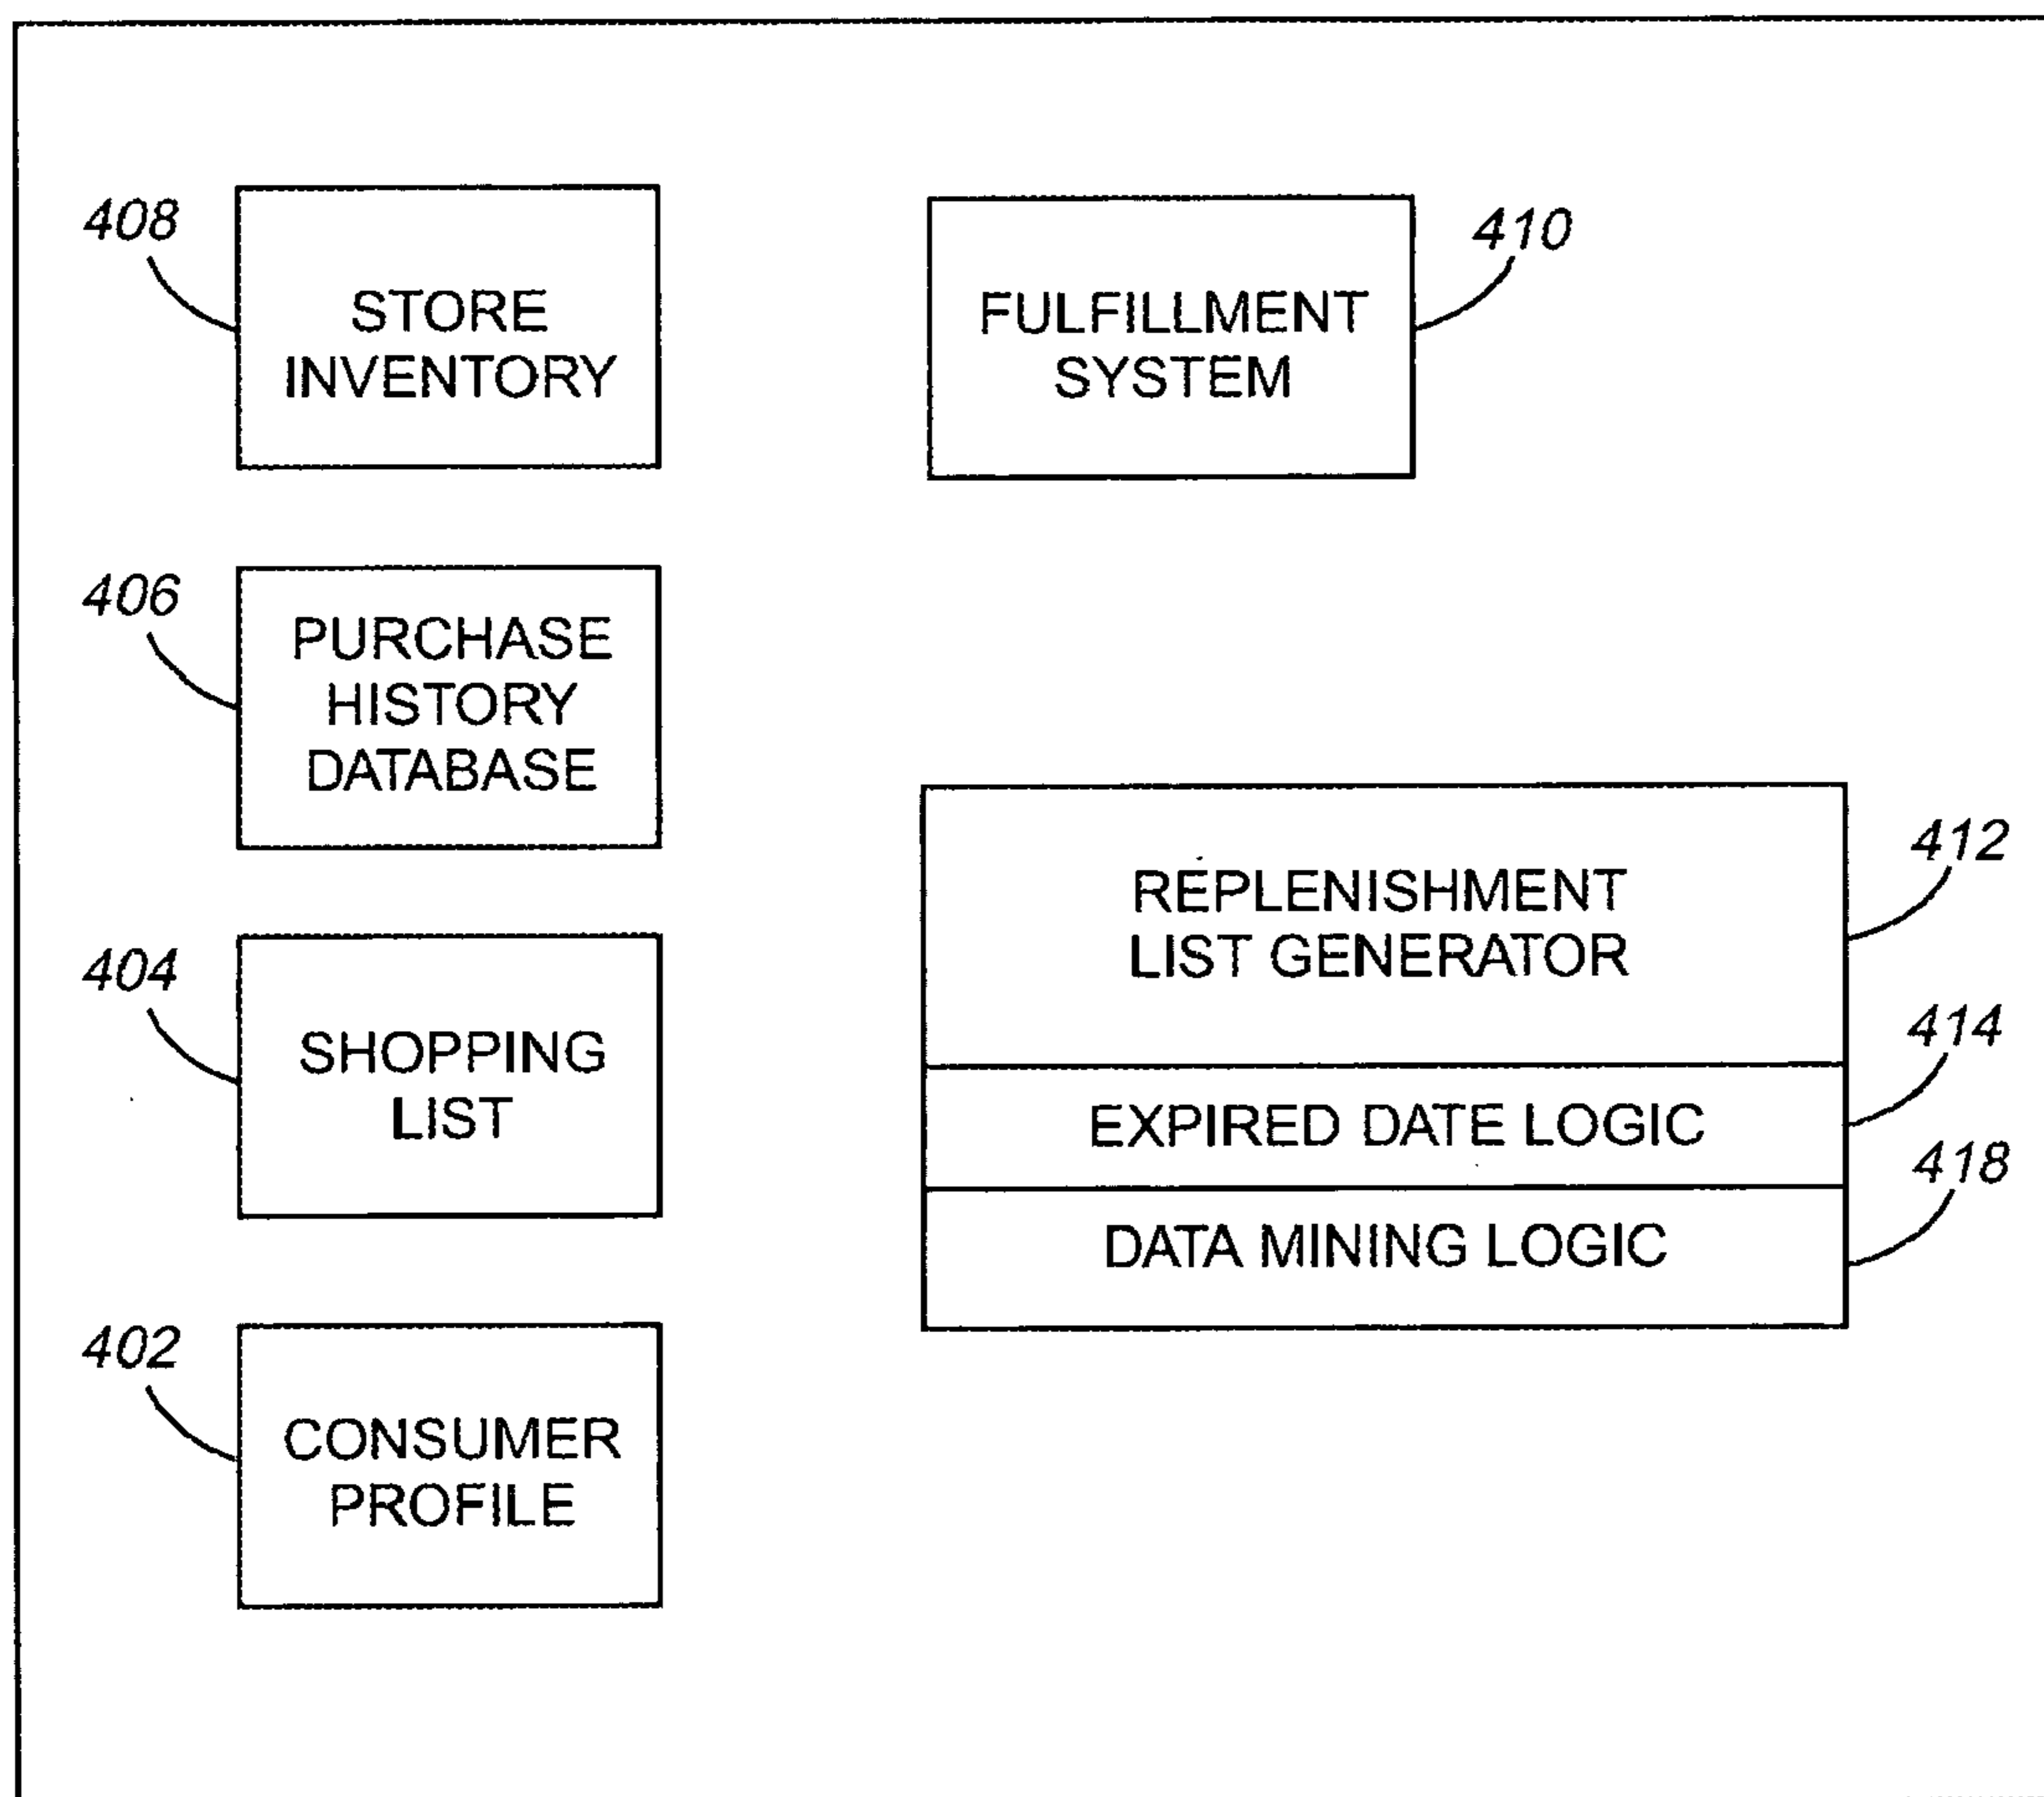 408
STORE
INVENTORY
410
FULFILLMENT
SYSTEM
406
PURCHASE
HISTORY
DATABASE
412
REPLENISHMENT
LIST GENERATOR
404
SHOPPING
LIST
414
EXPIRED DATE LOGIC
418
DATA MINING LOGIC
402
CONSUMER
PROFILE